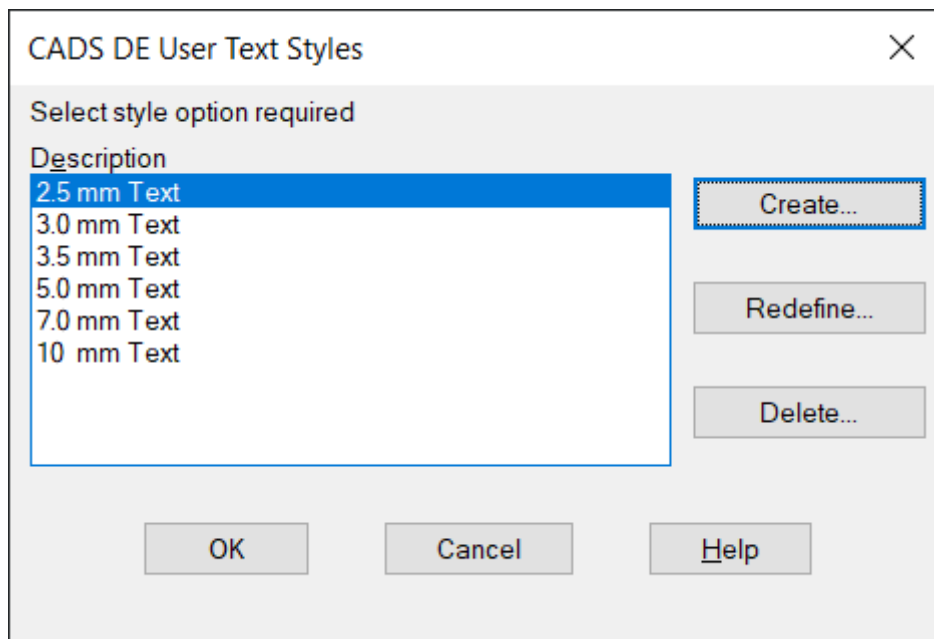 CADS DE User Text Styles
Select style option required
Description
2.5 mm Text
3.0 mm Text
3.5 mm Text
5.0 mm Text
7.0 mm Text
10  mm Text
Create...
Redefine...
Delete...
OK
Cancel
Help